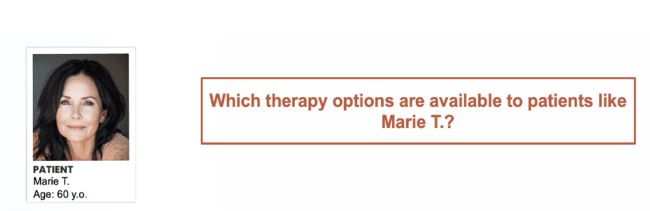 Which therapy options are available to patients like
Marie T.?
PATIENT
Marie T.
Age: 60 y.o.